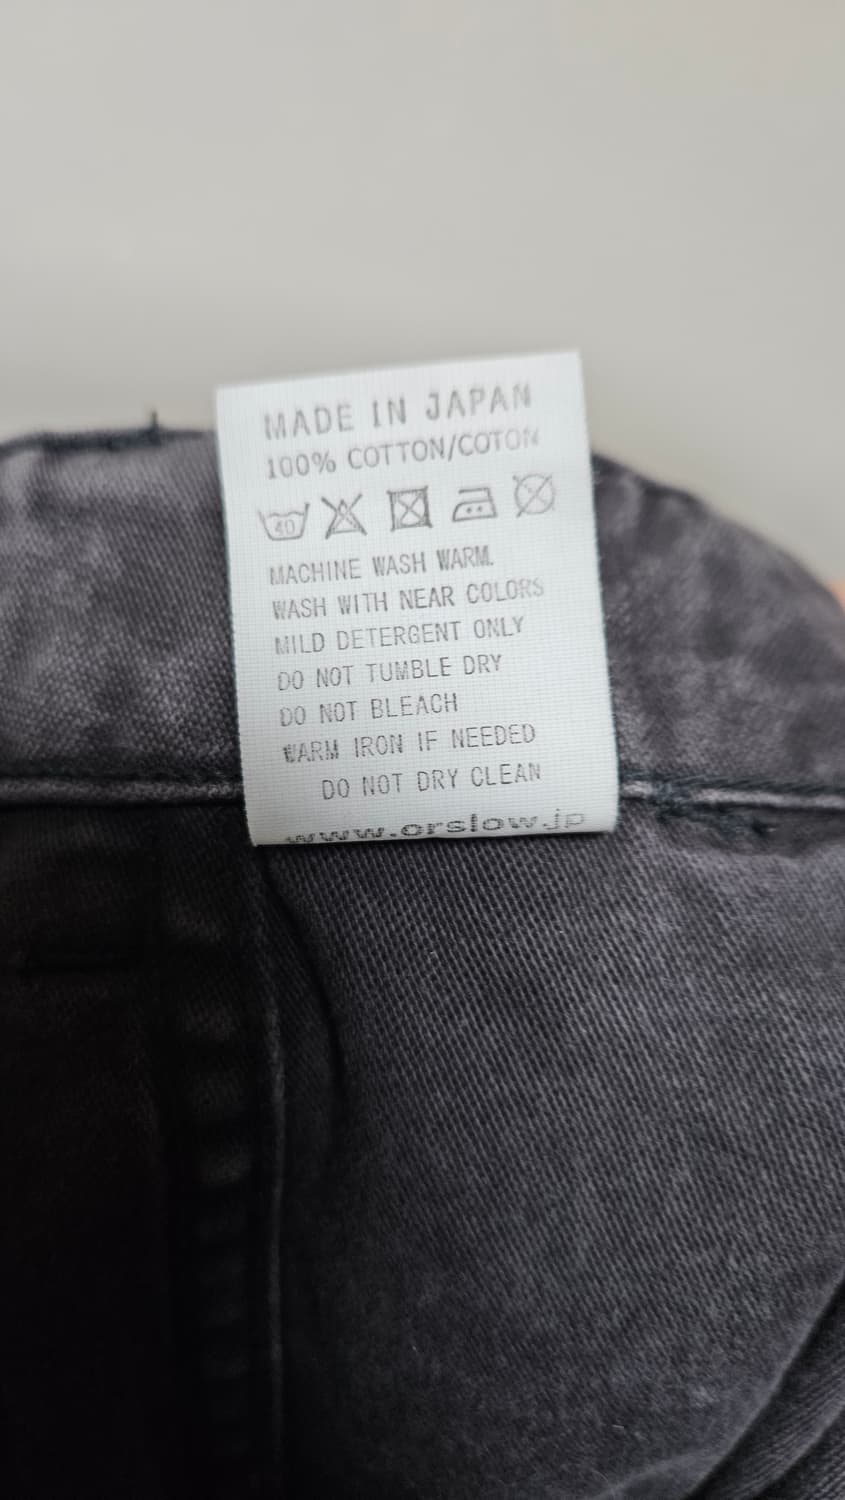 MADE IN JAPAN
100% COTTON/COTON
40
MACHINE WASH WARM.
WASH WITH NEAR COLORS
MILD DETERGENT ONLY
DO NOT TUMBLE DRY
DO NOT BLEACH
WARM IRON IF NEEDED
DO NOT DRY CLEAN
www.orslow.jp